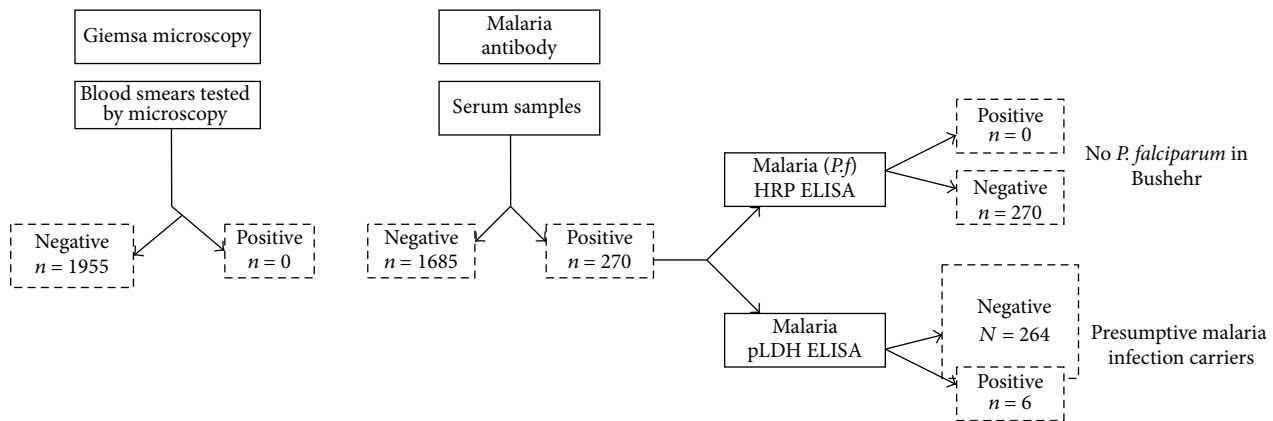 Giemsa microscopy
Blood smears tested
by microscopy
Negative
n = 1955
Positive
n = 0
Malaria
antibody
Serum samples
Negative
n = 1685
Positive
n = 270
Malaria (P.f)
HRP ELISA
Positive
n = 0
Negative
n = 270
No P. falciparum in
Bushehr
Malaria
pLDH ELISA
Negative
N = 264
Positive
n = 6
Presumptive malaria
infection carriers